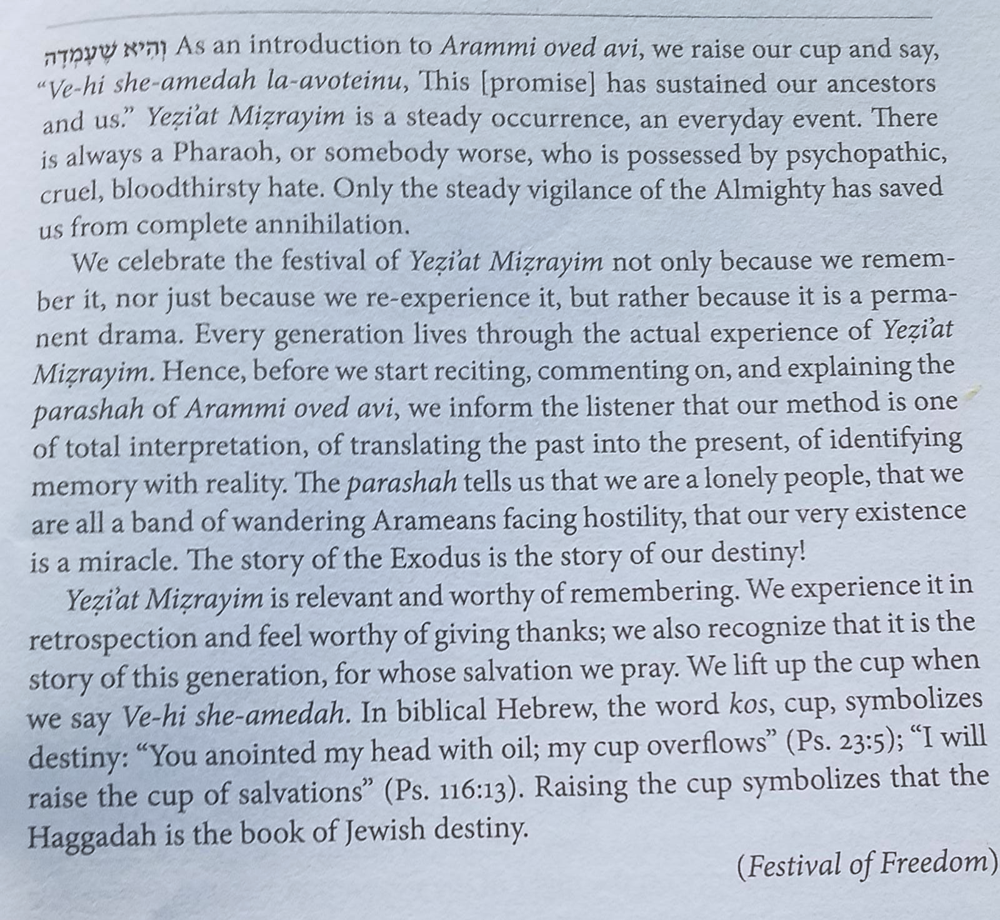 וְהִיא שֶׁעָמְדָה As an introduction to Arammi oved avi, we raise our cup and say,
“Ve-hi she-amedah la-avoteinu, This [promise] has sustained our ancestors
and us.” Yeẓi’at Miẓrayim is a steady occurrence, an everyday event. There
is always a Pharaoh, or somebody worse, who is possessed by psychopathic,
cruel, bloodthirsty hate. Only the steady vigilance of the Almighty has saved
us from complete annihilation.
We celebrate the festival of Yeẓi’at Miẓrayim not only because we remem-
ber it, nor just because we re-experience it, but rather because it is a perma-
nent drama. Every generation lives through the actual experience of Yeẓi’at
Miẓrayim. Hence, before we start reciting, commenting on, and explaining the
parashah of Arammi oved avi, we inform the listener that our method is one
of total interpretation, of translating the past into the present, of identifying
memory with reality. The parashah tells us that we are a lonely people, that we
are all a band of wandering Arameans facing hostility, that our very existence
is a miracle. The story of the Exodus is the story of our destiny!
Yeẓi’at Miẓrayim is relevant and worthy of remembering. We experience it in
retrospection and feel worthy of giving thanks; we also recognize that it is the
story of this generation, for whose salvation we pray. We lift up the cup when
we say Ve-hi she-amedah. In biblical Hebrew, the word kos, cup, symbolizes
destiny: “You anointed my head with oil; my cup overflows” (Ps. 23:5); “I will
raise the cup of salvations” (Ps. 116:13). Raising the cup symbolizes that the
Haggadah is the book of Jewish destiny.
(Festival of Freedom)